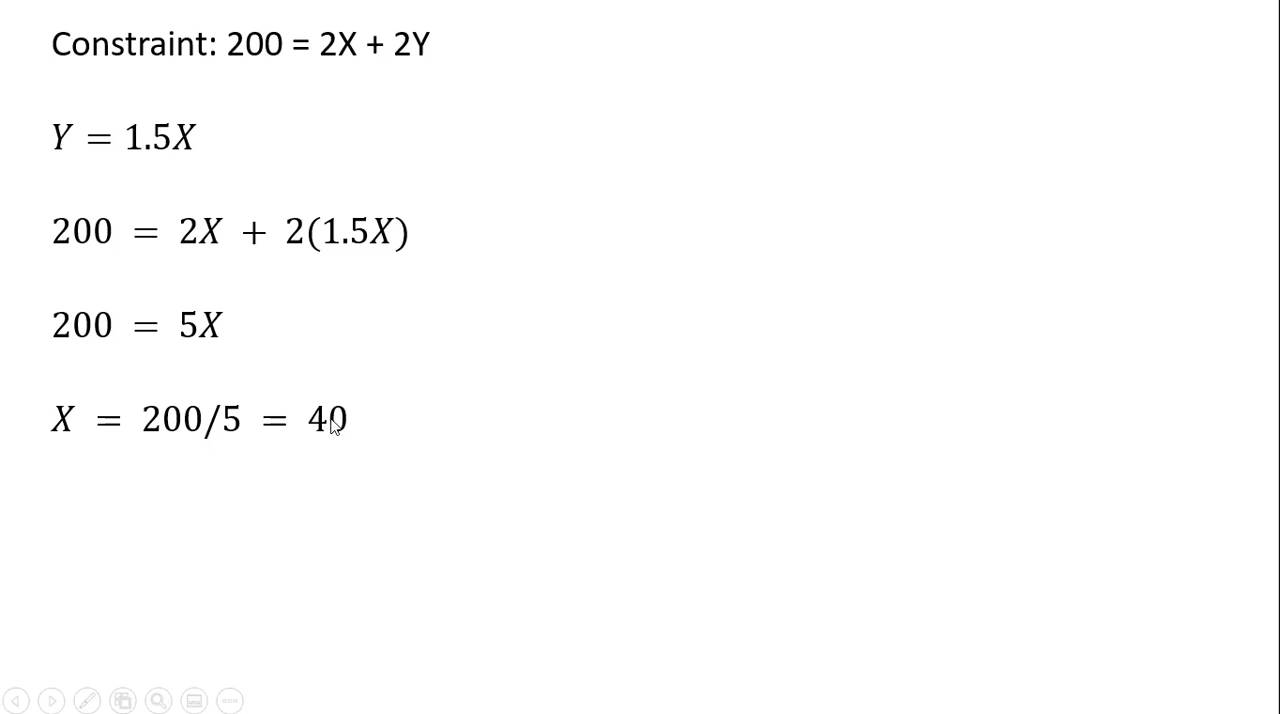 Constraint: 200 = 2X + 2Y
Y = 1.5X
200 = 2X + 2(1.5X)
200 = 5X
X = 200/5 = 40